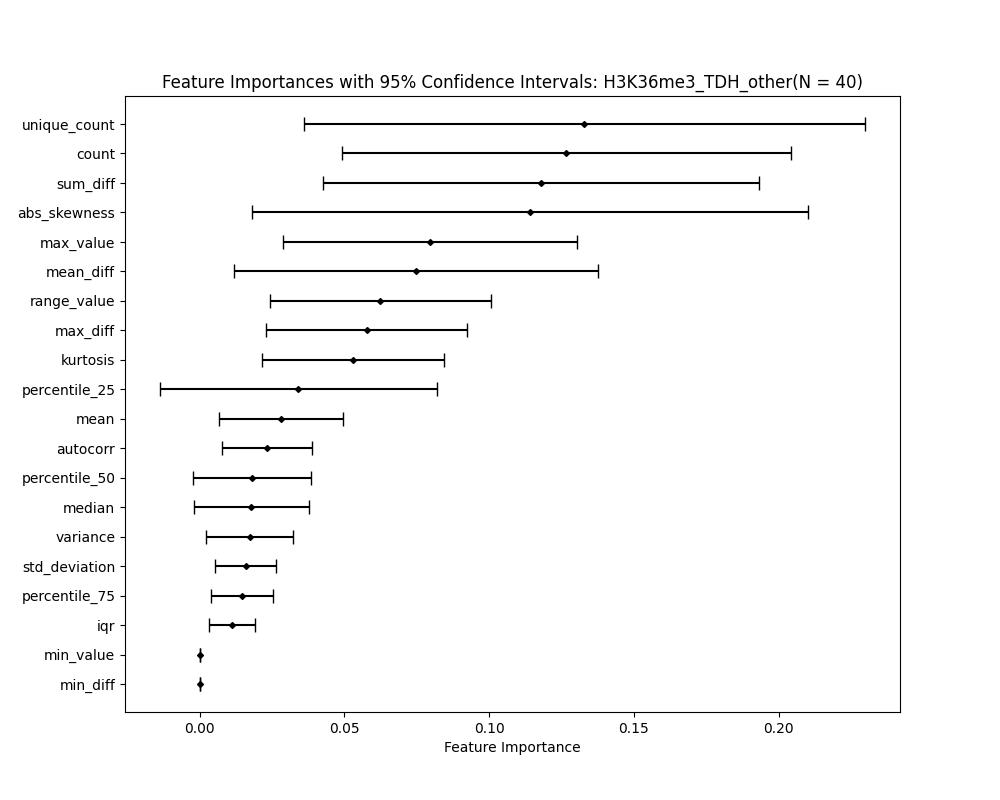 Feature Importances with 95% Confidence Intervals: H3K36me3_TDH_other(N = 40)
unique_count
count
sum_diff
abs_skewness
max_value
mean_diff
range_value
max_diff
kurtosis
percentile_25
mean
autocorr
percentile_50
median
variance
std_deviation
percentile_75
iqr
min_value
min_diff
0.00 0.05 0.10 0.15 0.20
Feature Importance